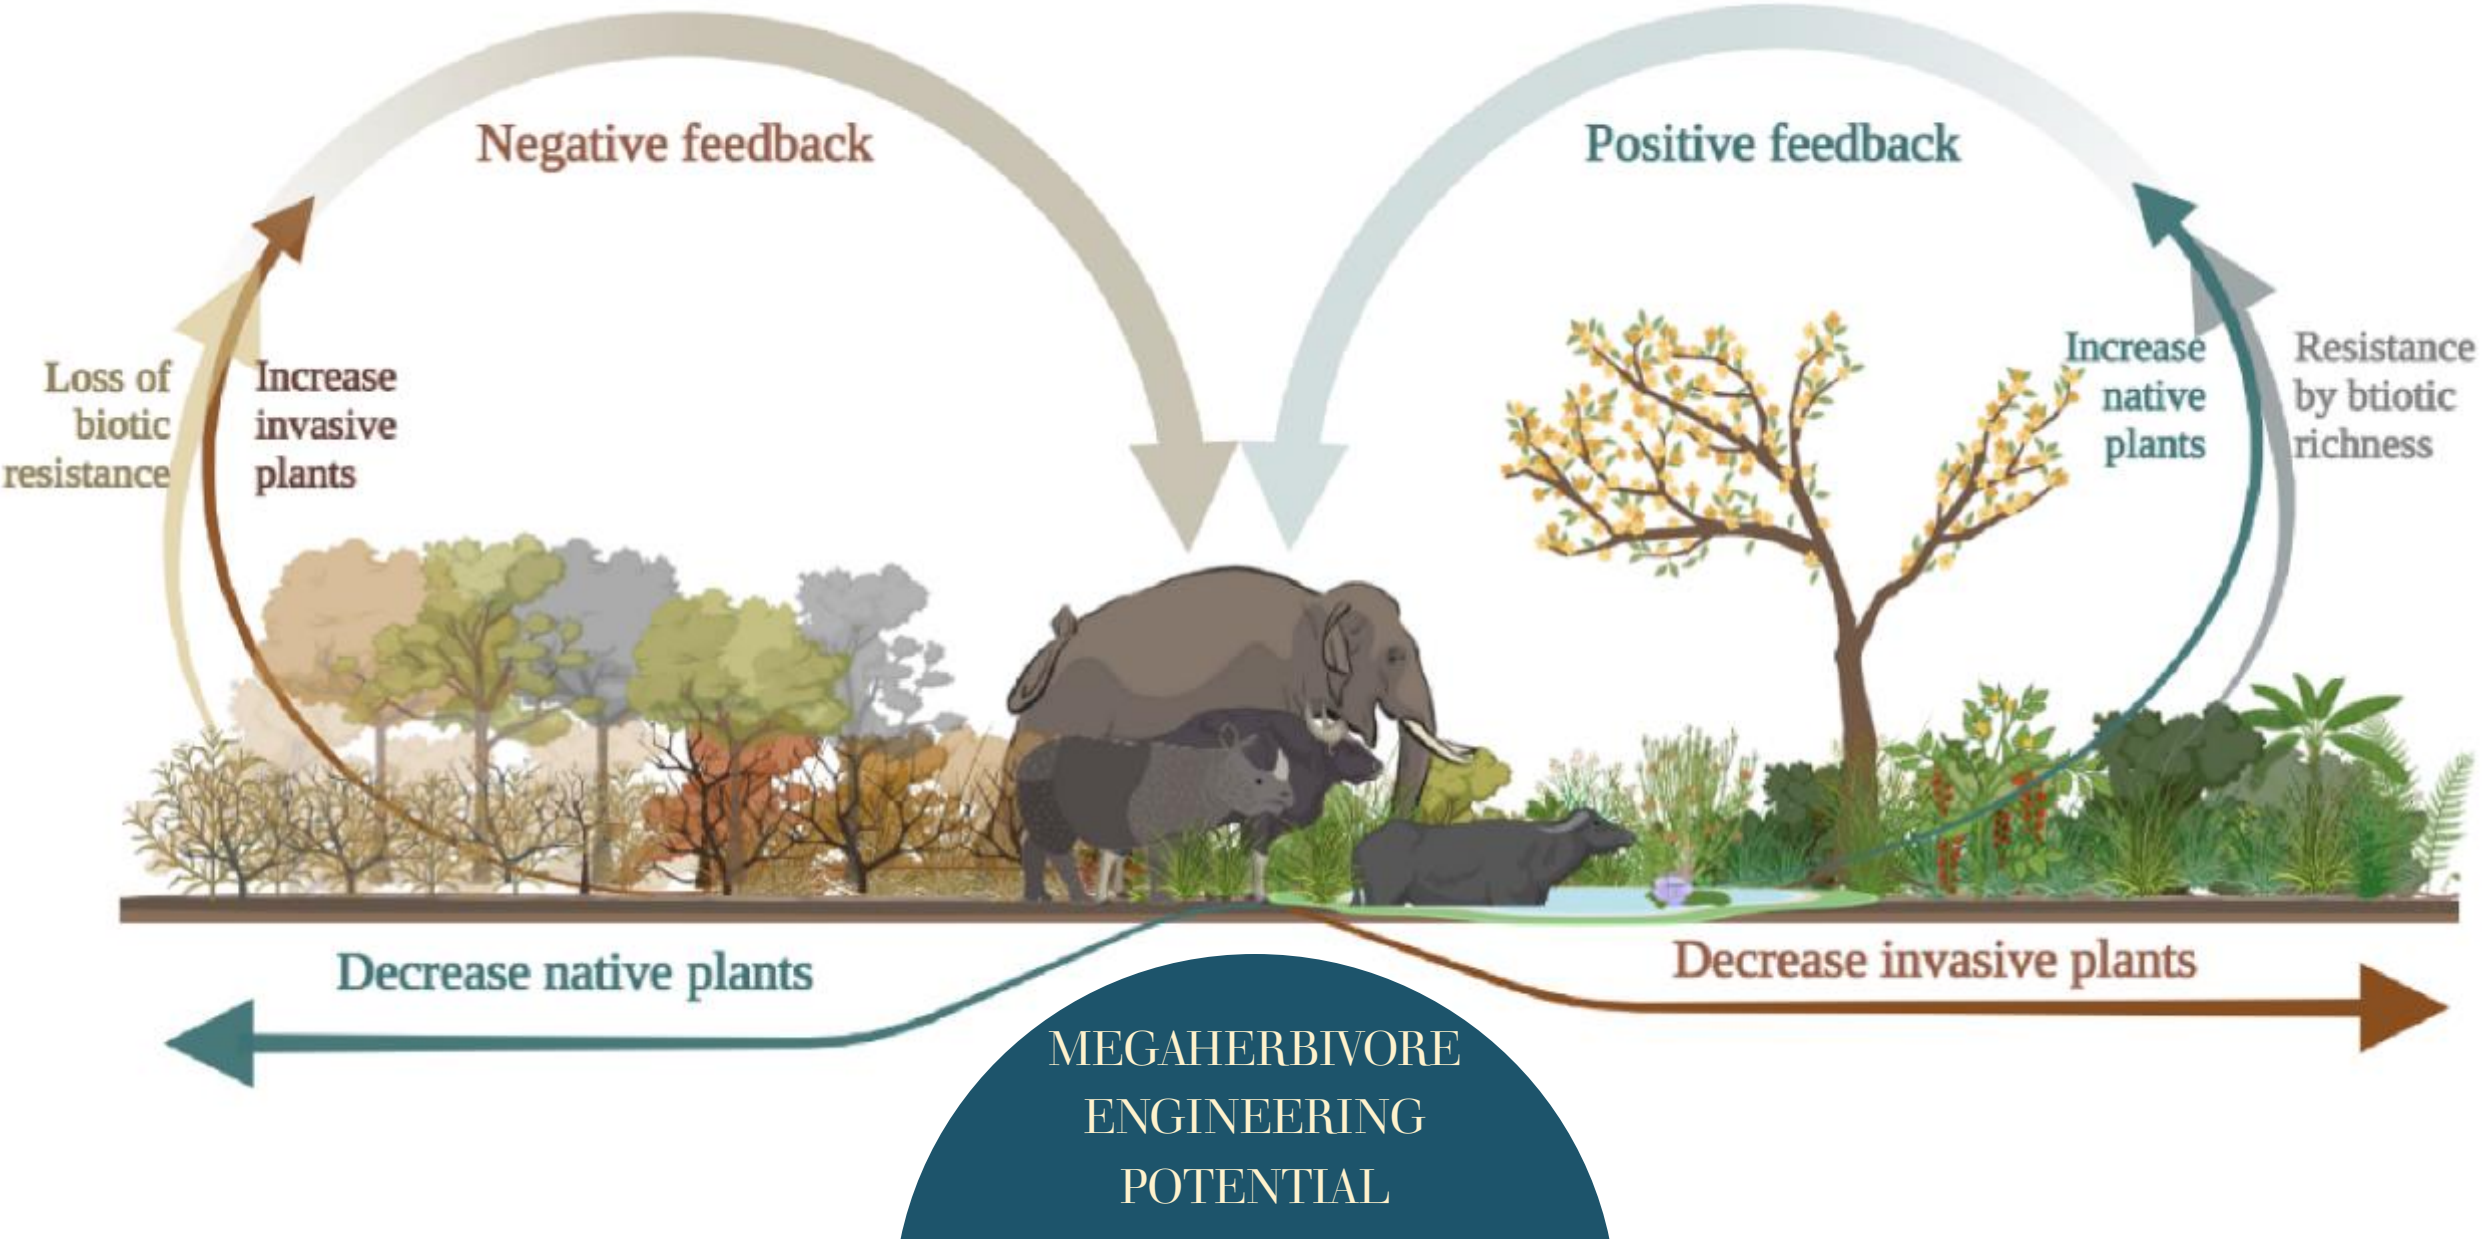 Negative feedback
Positive feedback
Loss of
biotic
resistance
Increase
invasive
plants
Increase
native
plants
Resistance
by btiotic
richness
Decrease native plants
Decrease invasive plants
MEGAHERBIVORE
ENGINEERING
POTENTIAL